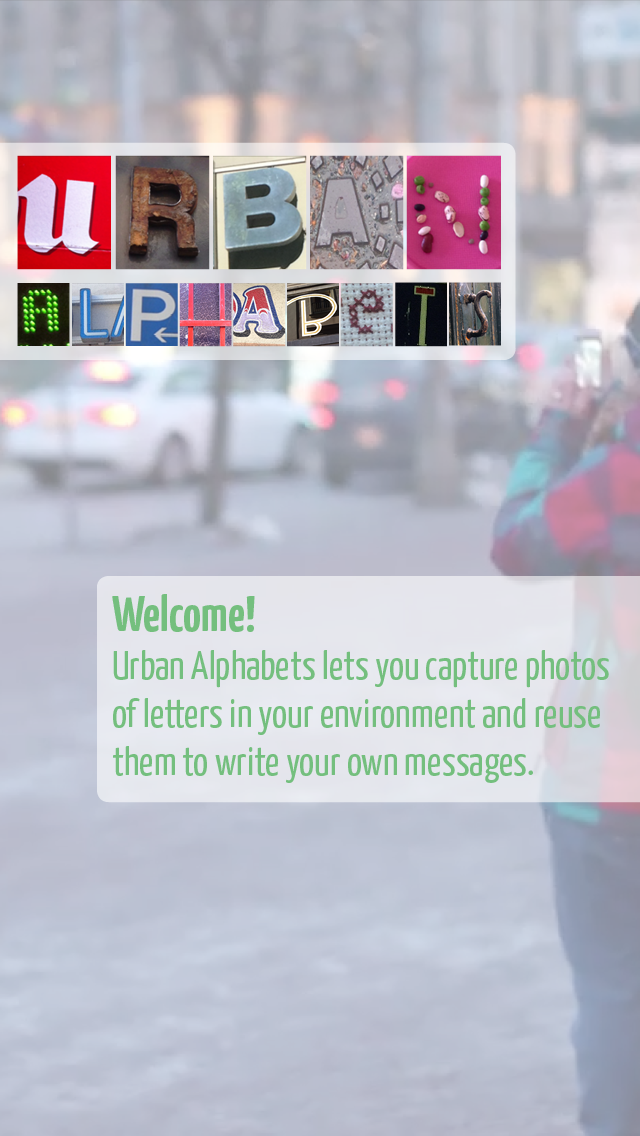 URBAN
ALPHABeTS
Welcome!
Urban Alphabets lets you capture photos
of letters in your environment and reuse
them to write your own messages.